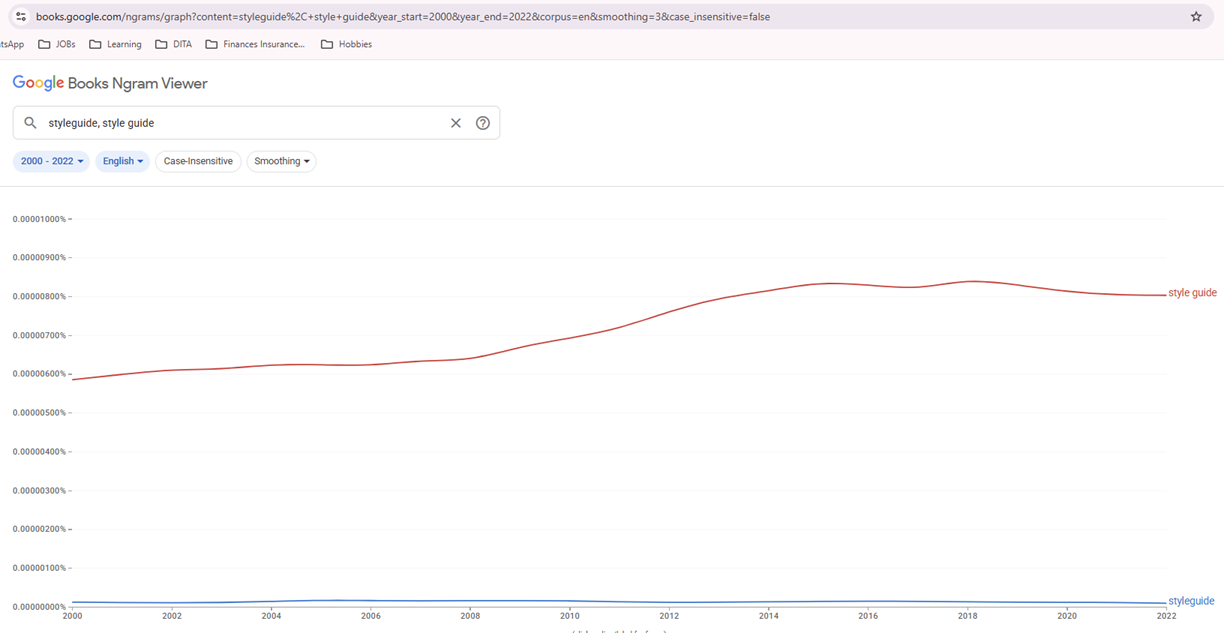 books.google.com/ngrams/graph?content=styleguide%2C+style+guide&year_start=2000&year_end=2022&corpus=en&smoothing=3&case_insensitive=false
tsApp JOBs Learning DITA Finances Insurance... Hobbies
Google Books Ngram Viewer
styleguide, style guide
2000 - 2022 English Case-Insensitive Smoothing
0.00001000%
0.00000900%
0.00000800%
style guide
0.00000700%
0.00000600%
0.00000500%
0.00000400%
0.00000300%
0.00000200%
0.00000100%
0.00000000%
styleguide
2000 2002 2004 2006 2008 2010 2012 2014 2016 2018 2020 2022